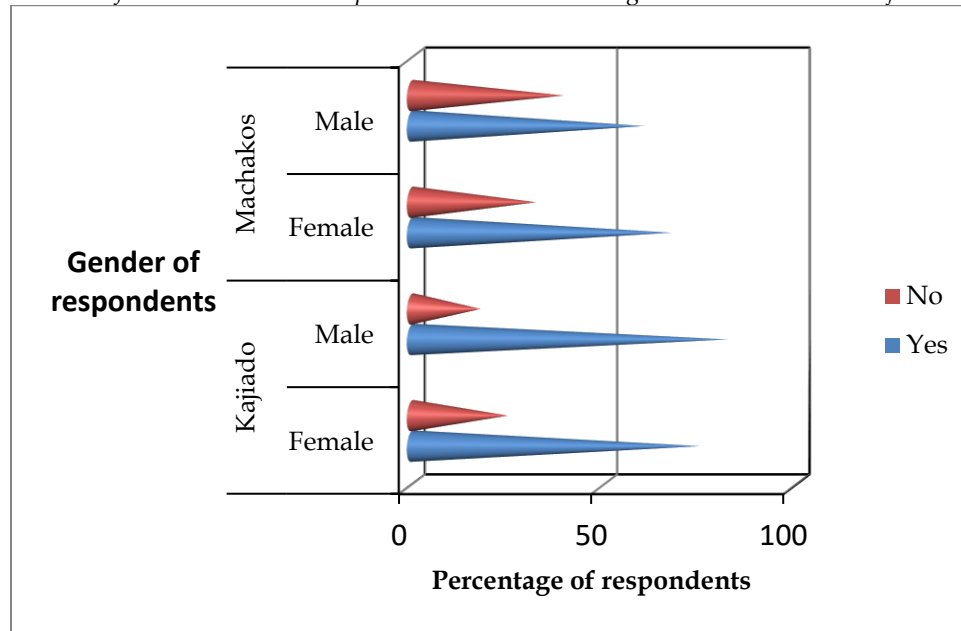 Machakos
Male
Female
Gender of
respondents
Kajiado
Male
Female
No
Yes
0 50 100
Percentage of respondents